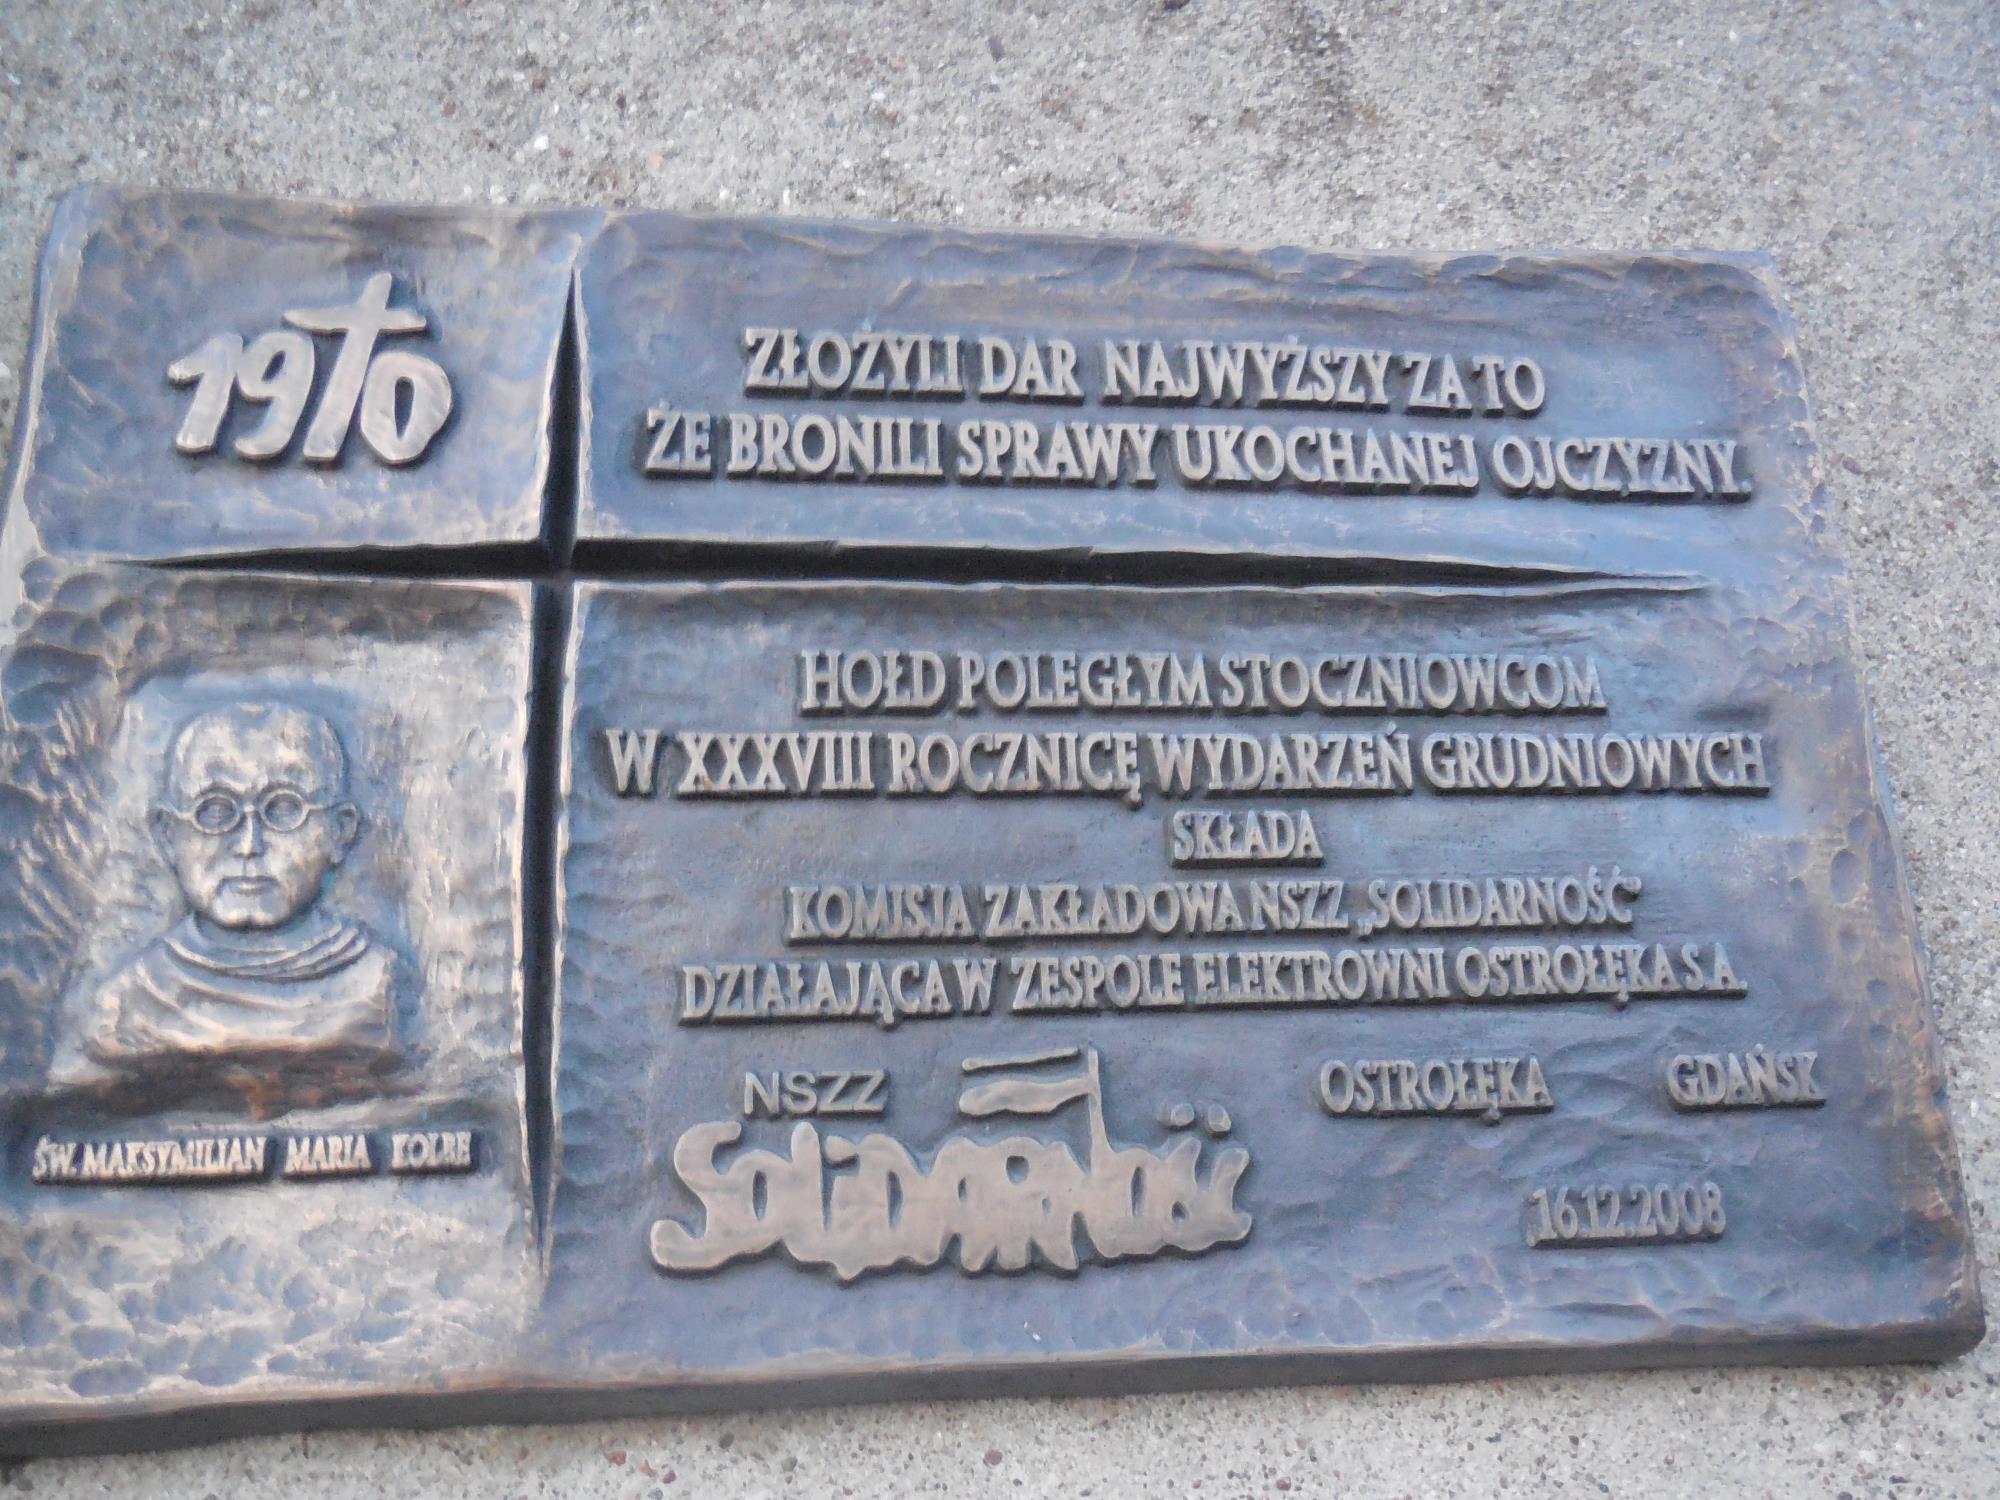 1970
ZŁOŻYLI DAR NAJWYŻSZY ZA TO
ŻE BRONILI SPRAWY UKOCHANEJ OJCZYZNY.
ŚW. MAKSYMILIAN MARIA KOLBE
HOŁD POLEGŁYM STOCZNIOWCOM
W XXXVIII ROCZNICĘ WYDARZEŃ GRUDNIOWYCH
SKŁADA
KOMISJA ZAKŁADOWA NSZZ „SOLIDARNOŚĆ”
DZIAŁAJĄCA W ZESPOLE ELEKTROWNI OSTROŁĘKA S.A.
NSZZ
SOLIDARNOŚĆ
OSTROŁĘKA GDAŃSK
16.12.2008